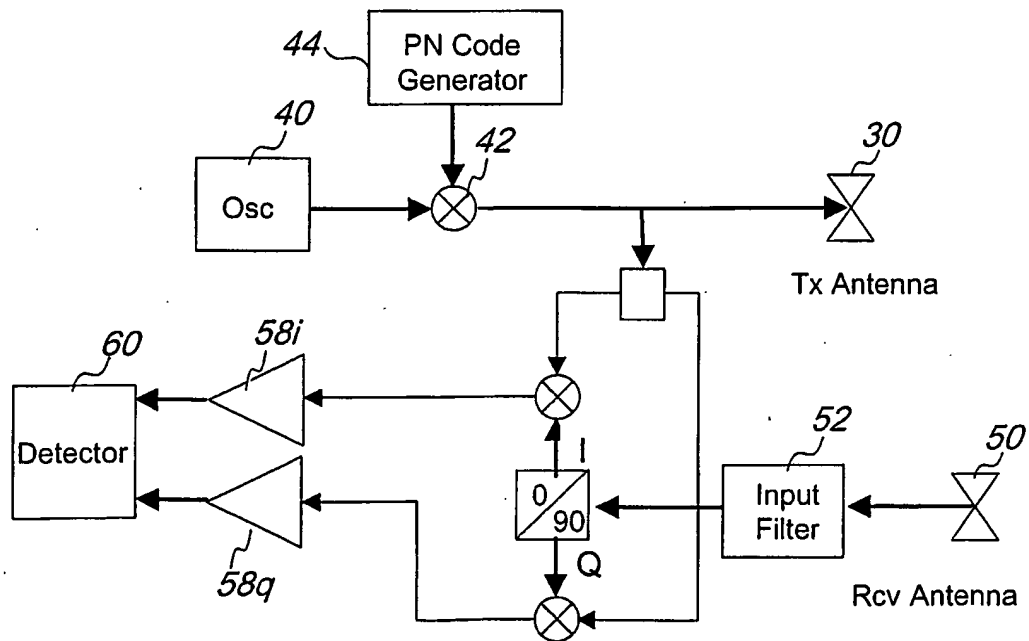 44
PN Code
Generator
40
42
30
Osc
Tx Antenna
60
58i
52
50
I
Detector
0
90
Input
Filter
Q
58q
Rcv Antenna